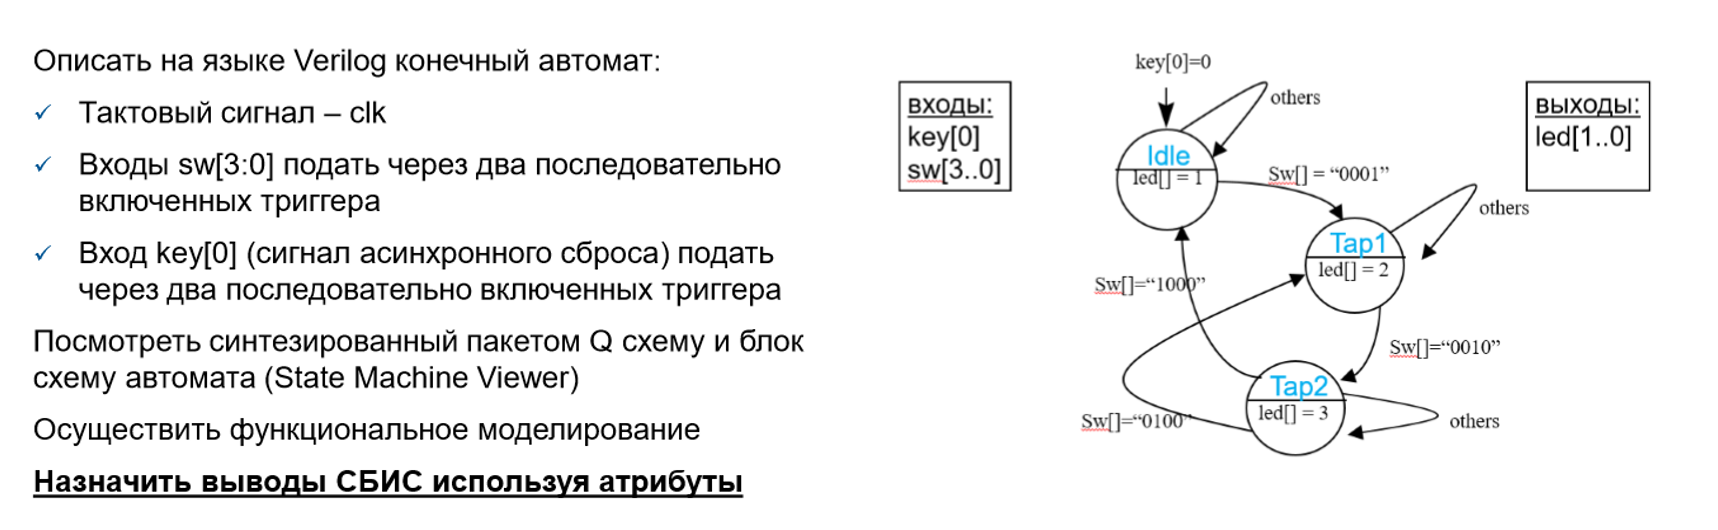 Описать на языке Verilog конечный автомат:
✓ Тактовый сигнал – clk
✓ Входы sw[3:0] подать через два последовательно
включенных триггера
✓ Вход key[0] (сигнал асинхронного сброса) подать
через два последовательно включенных триггера
Посмотреть синтезированный пакетом Q схему и блок
схему автомата (State Machine Viewer)
Осуществить функциональное моделирование
Назначить выводы СБИС используя атрибуты
входы:
key[0]
sw[3..0]
key[0]=0
others
Idle
led[] = 1
Sw[] = “0001”
выходы:
led[1..0]
others
Tap1
led[] = 2
Sw[]=“1000”
Sw[]=“0010”
Tap2
led[] = 3
Sw[]=“0100”
others